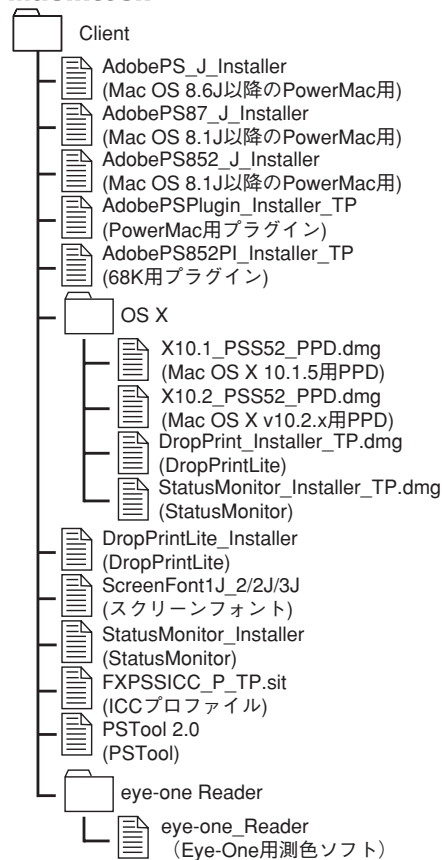 Client
AdobePS_J_Installer
(Mac OS 8.6J以降のPowerMac用)
AdobePS87_J_Installer
(Mac OS 8.1J以降のPowerMac用)
AdobePS852_J_Installer
(Mac OS 8.1J以降のPowerMac用)
AdobePSPlugin_Installer_TP
(PowerMac用プラグイン)
AdobePS852PI_Installer_TP
(68K用プラグイン)
OS X
X10.1_PSS52_PPD.dmg
(Mac OS X 10.1.5用PPD)
X10.2_PSS52_PPD.dmg
(Mac OS X v10.2.x用PPD)
DropPrint_Installer_TP.dmg
(DropPrintLite)
StatusMonitor_Installer_TP.dmg
(StatusMonitor)
DropPrintLite_Installer
(DropPrintLite)
ScreenFont1J_2/2J/3J
(スクリーンフォント)
StatusMonitor_Installer
(StatusMonitor)
FXPSSICC_P_TP.sit
(ICCプロファイル)
PSTool 2.0
(PSTool)
eye-one Reader
eye-one_Reader
（Eye-One用測色ソフト）